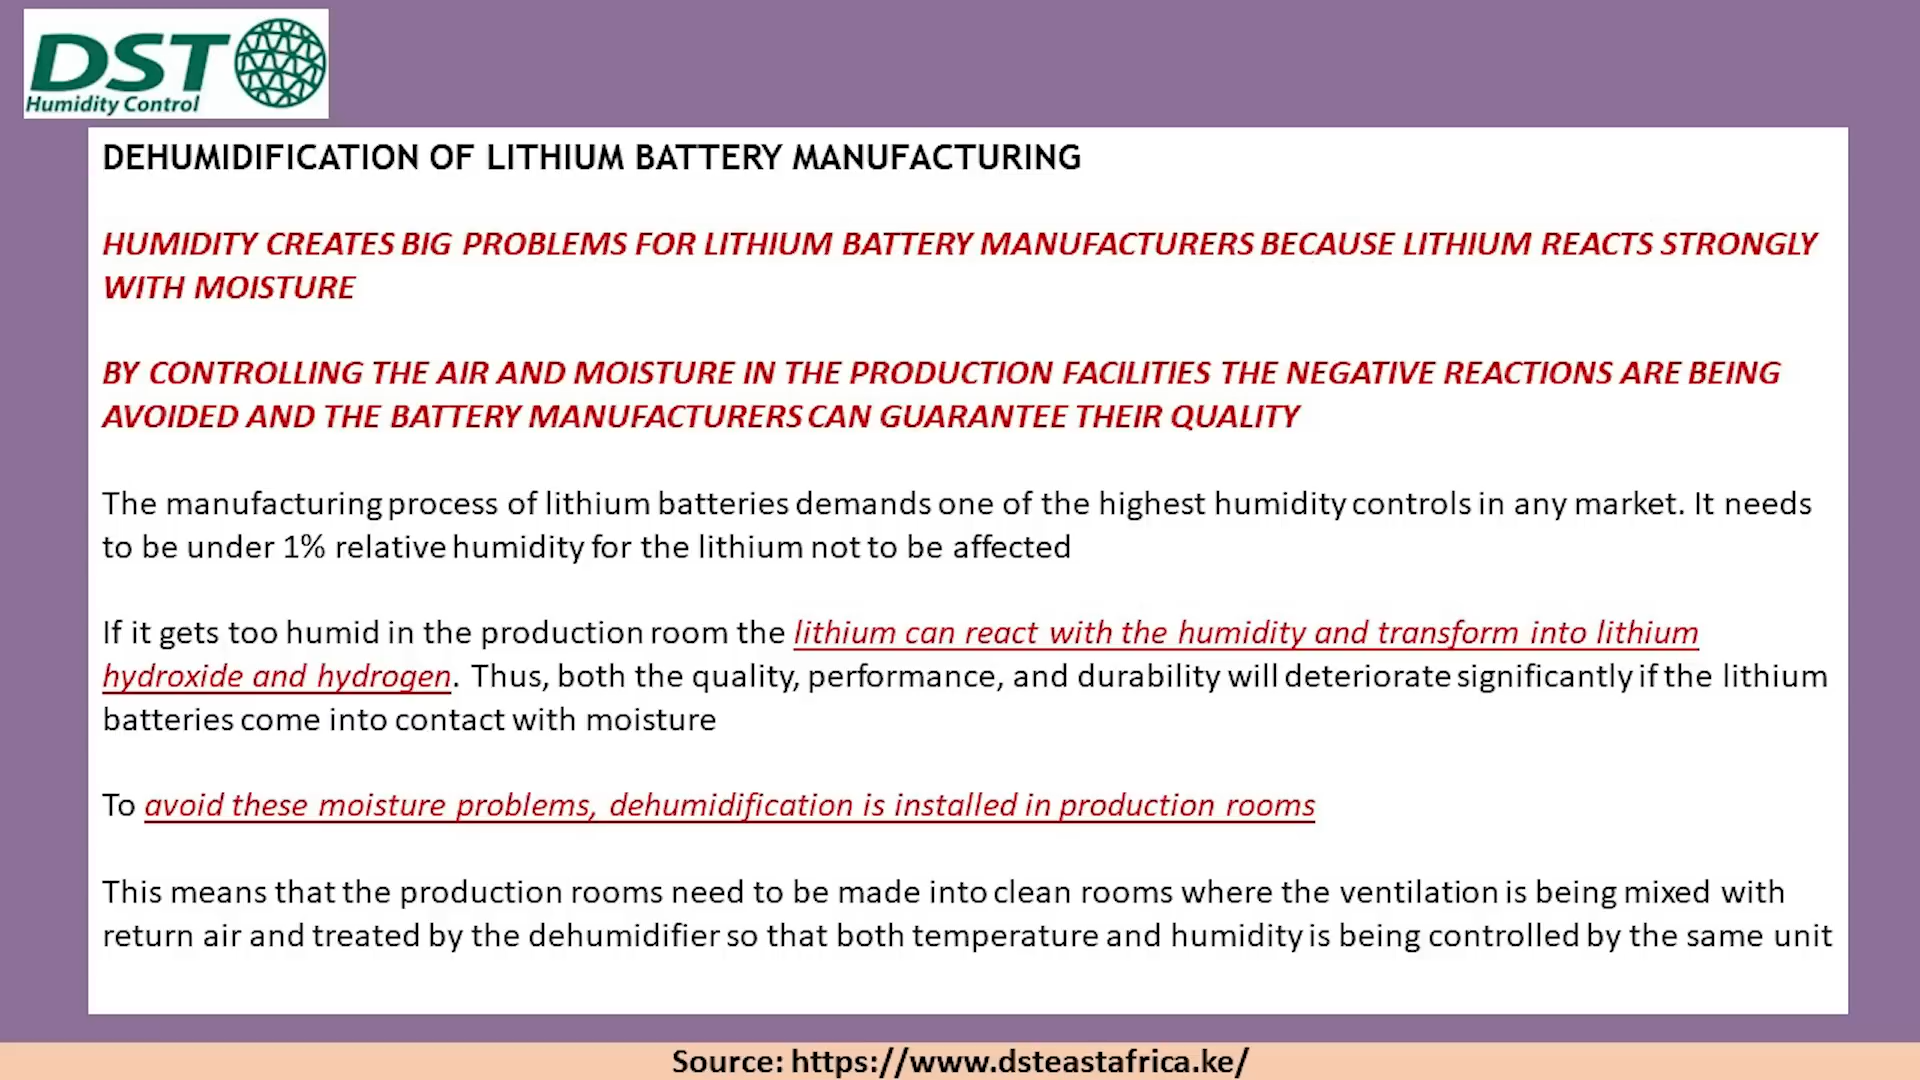 DST
Humidity Control
DEHUMIDIFICATION OF LITHIUM BATTERY MANUFACTURING
HUMIDITY CREATES BIG PROBLEMS FOR LITHIUM BATTERY MANUFACTURERS BECAUSE LITHIUM REACTS STRONGLY
WITH MOISTURE
BY CONTROLLING THE AIR AND MOISTURE IN THE PRODUCTION FACILITIES THE NEGATIVE REACTIONS ARE BEING
AVOIDED AND THE BATTERY MANUFACTURERS CAN GUARANTEE THEIR QUALITY
The manufacturing process of lithium batteries demands one of the highest humidity controls in any market. It needs
to be under 1% relative humidity for the lithium not to be affected
If it gets too humid in the production room the lithium can react with the humidity and transform into lithium
hydroxide and hydrogen. Thus, both the quality, performance, and durability will deteriorate significantly if the lithium
batteries come into contact with moisture
To avoid these moisture problems, dehumidification is installed in production rooms
This means that the production rooms need to be made into clean rooms where the ventilation is being mixed with
return air and treated by the dehumidifier so that both temperature and humidity is being controlled by the same unit
Source: https://www.dsteastafrica.ke/